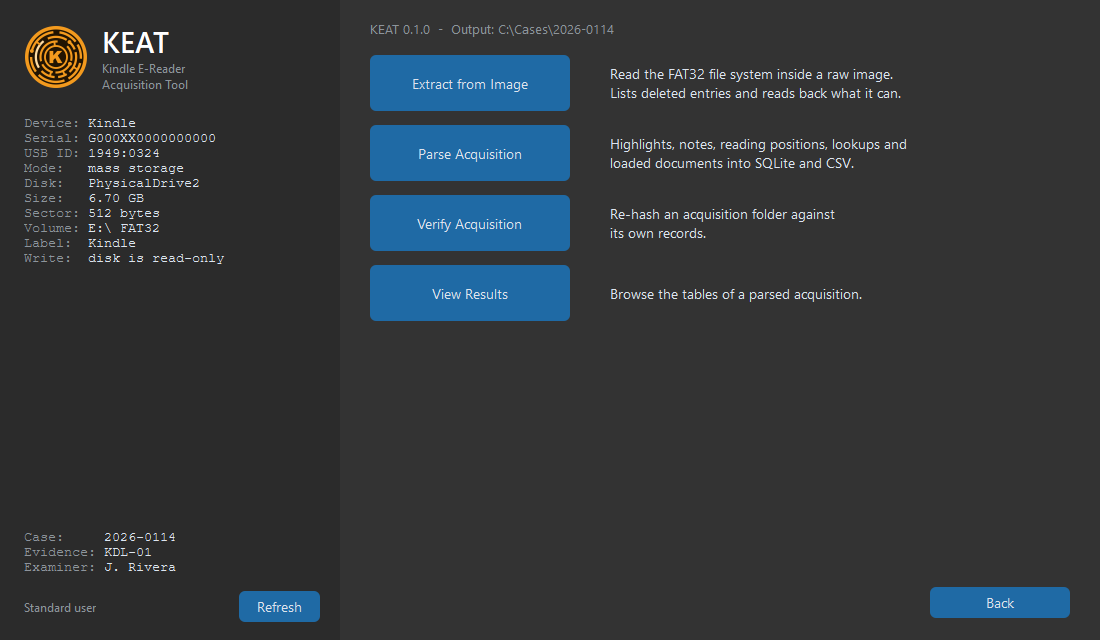 KEAT
Kindle E-Reader
Acquisition Tool
Device: Kindle
Serial: G000XX0000000000
USB ID: 1949:0324
Mode: mass storage
Disk: PhysicalDrive2
Size: 6.70 GB
Sector: 512 bytes
Volume: E:\ FAT32
Label: Kindle
Write: disk is read-only
Case: 2026-0114
Evidence: KDL-01
Examiner: J. Rivera
Standard user
Refresh
KEAT 0.1.0 - Output: C:\Cases\2026-0114
Extract from Image
Read the FAT32 file system inside a raw image.
Lists deleted entries and reads back what it can.
Parse Acquisition
Highlights, notes, reading positions, lookups and
loaded documents into SQLite and CSV.
Verify Acquisition
Re-hash an acquisition folder against
its own records.
View Results
Browse the tables of a parsed acquisition.
Back